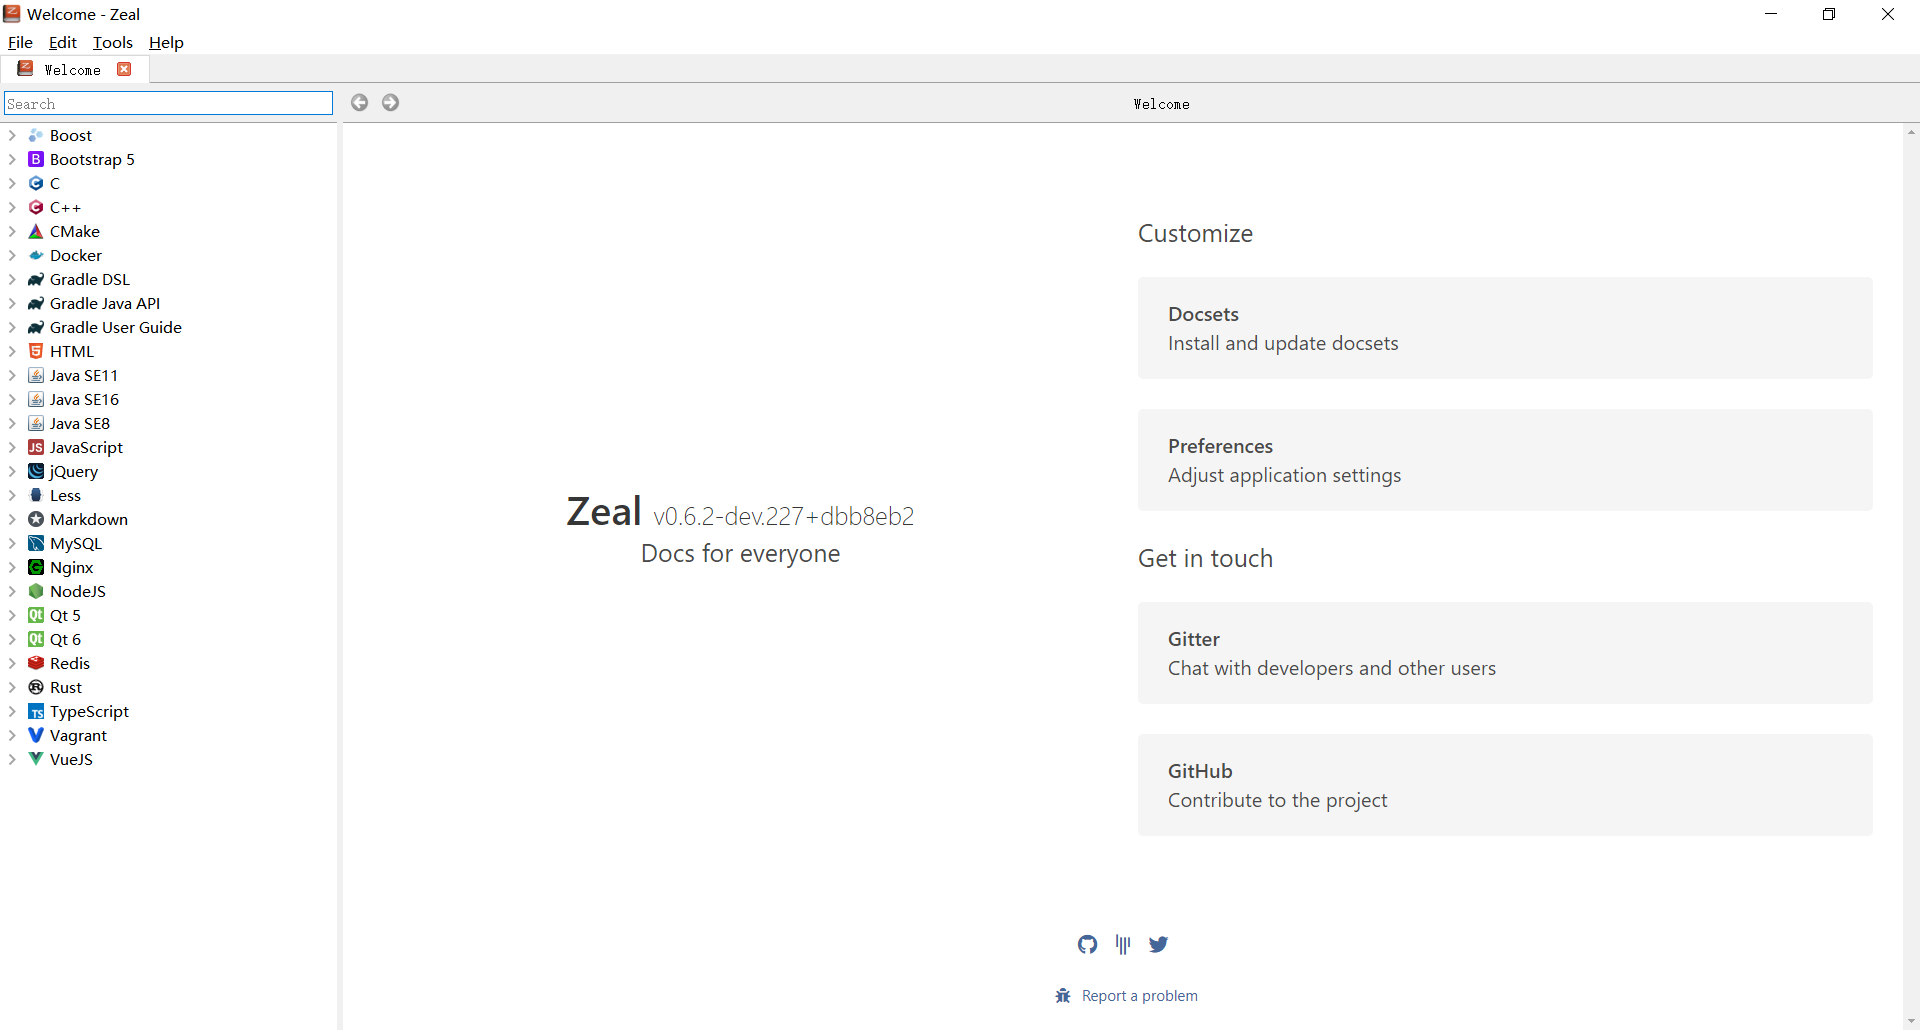 Welcome - Zeal
File Edit Tools Help
Welcome
Search
Welcome
Boost
Bootstrap 5
C
C++
CMake
Docker
Gradle DSL
Gradle Java API
Gradle User Guide
HTML
Java SE11
Java SE16
Java SE8
JavaScript
jQuery
Less
Markdown
MySQL
Nginx
NodeJS
Qt 5
Qt 6
Redis
Rust
TypeScript
Vagrant
VueJS
Zeal v0.6.2-dev.227+dbb8eb2
Docs for everyone
Customize
Docsets
Install and update docsets
Preferences
Adjust application settings
Get in touch
Gitter
Chat with developers and other users
GitHub
Contribute to the project
Report a problem